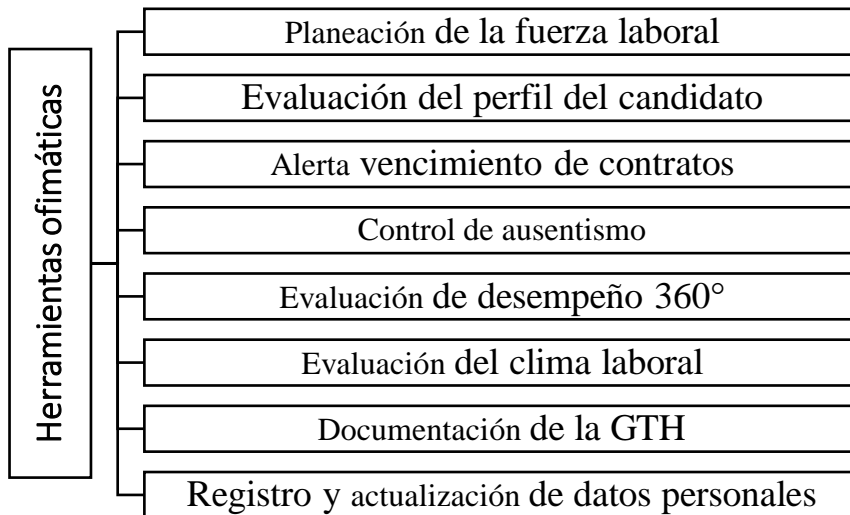 Herramientas ofimáticas
Planeación de la fuerza laboral
Evaluación del perfil del candidato
Alerta vencimiento de contratos
Control de ausentismo
Evaluación de desempeño 360°
Evaluación del clima laboral
Documentación de la GTH
Registro y actualización de datos personales